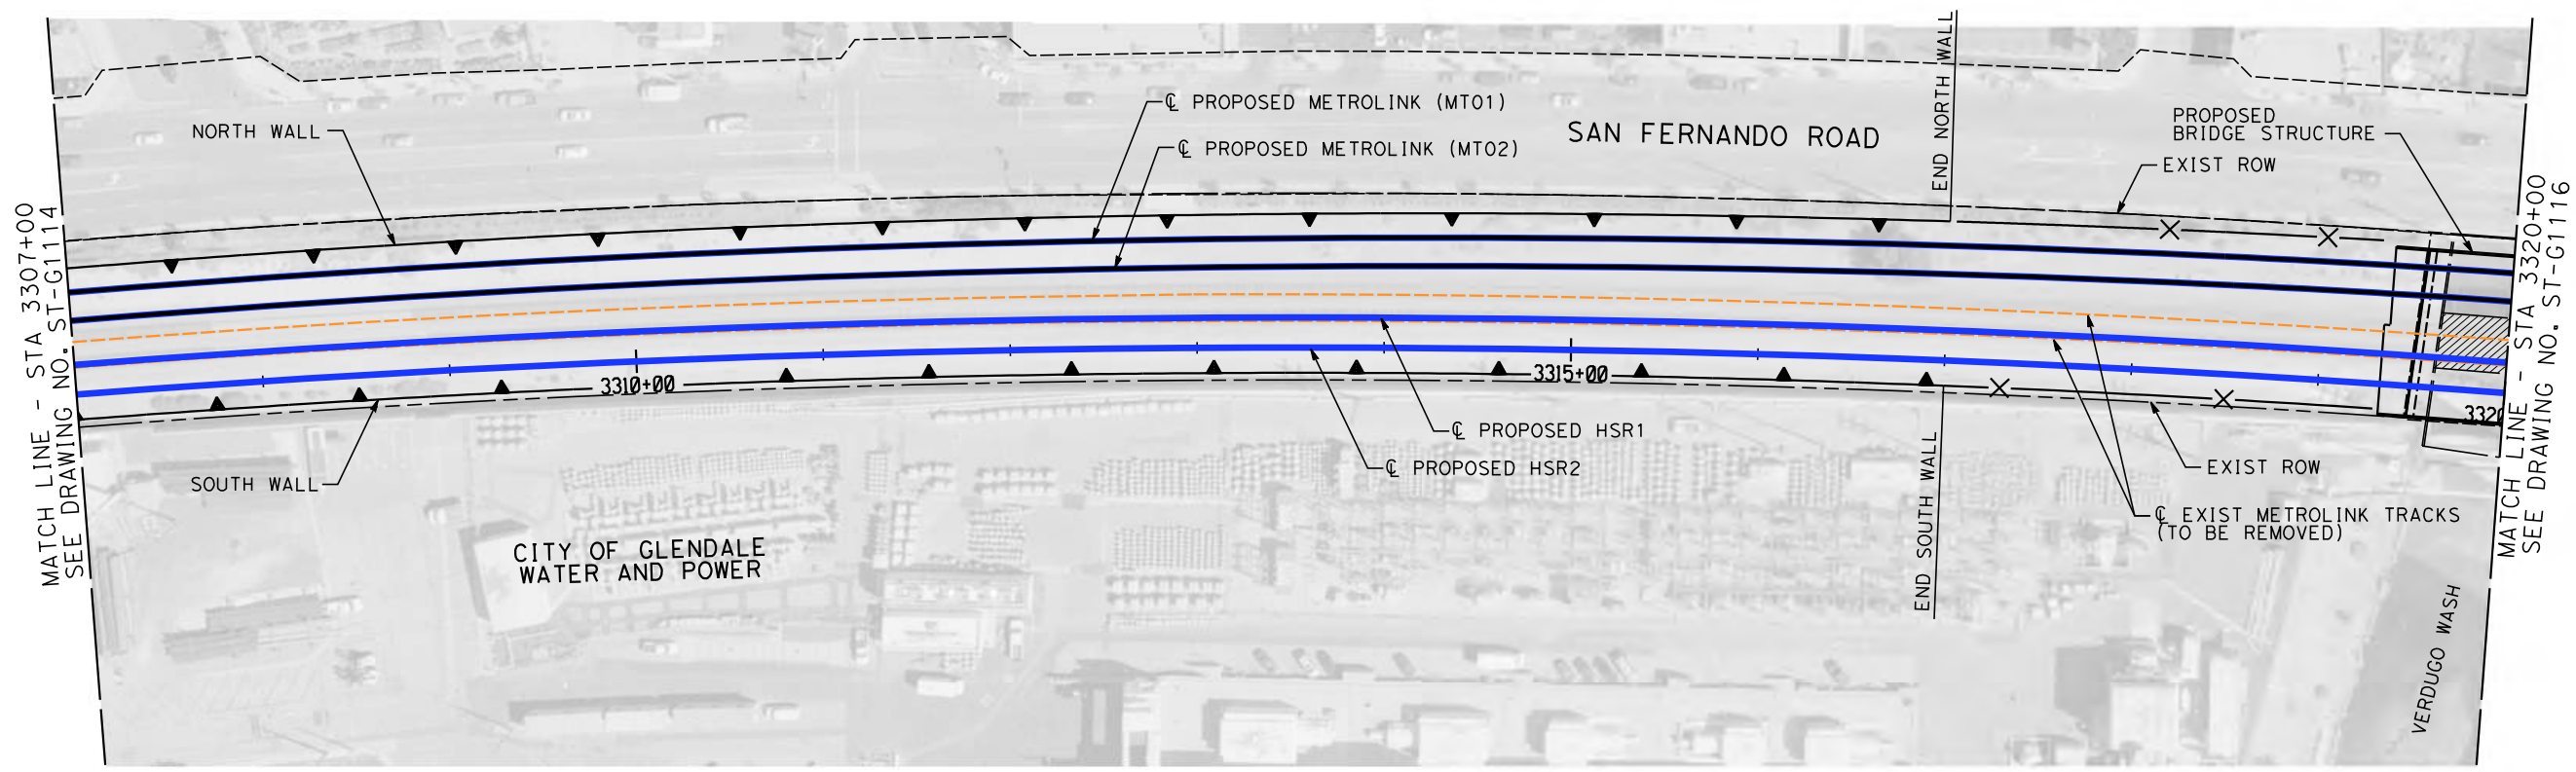 MATCH LINE - STA 3307+00
SEE DRAWING NO. ST-G1114
NORTH WALL
℄ PROPOSED METROLINK (MT01)
℄ PROPOSED METROLINK (MT02)
SAN FERNANDO ROAD
END NORTH WALL
PROPOSED
BRIDGE STRUCTURE
EXIST ROW
3310+00
3315+00
3320
SOUTH WALL
℄ PROPOSED HSR1
℄ PROPOSED HSR2
END SOUTH WALL
EXIST ROW
℄ EXIST METROLINK TRACKS
(TO BE REMOVED)
CITY OF GLENDALE
WATER AND POWER
VERDUGO WASH
MATCH LINE - STA 3320+00
SEE DRAWING NO. ST-G1116